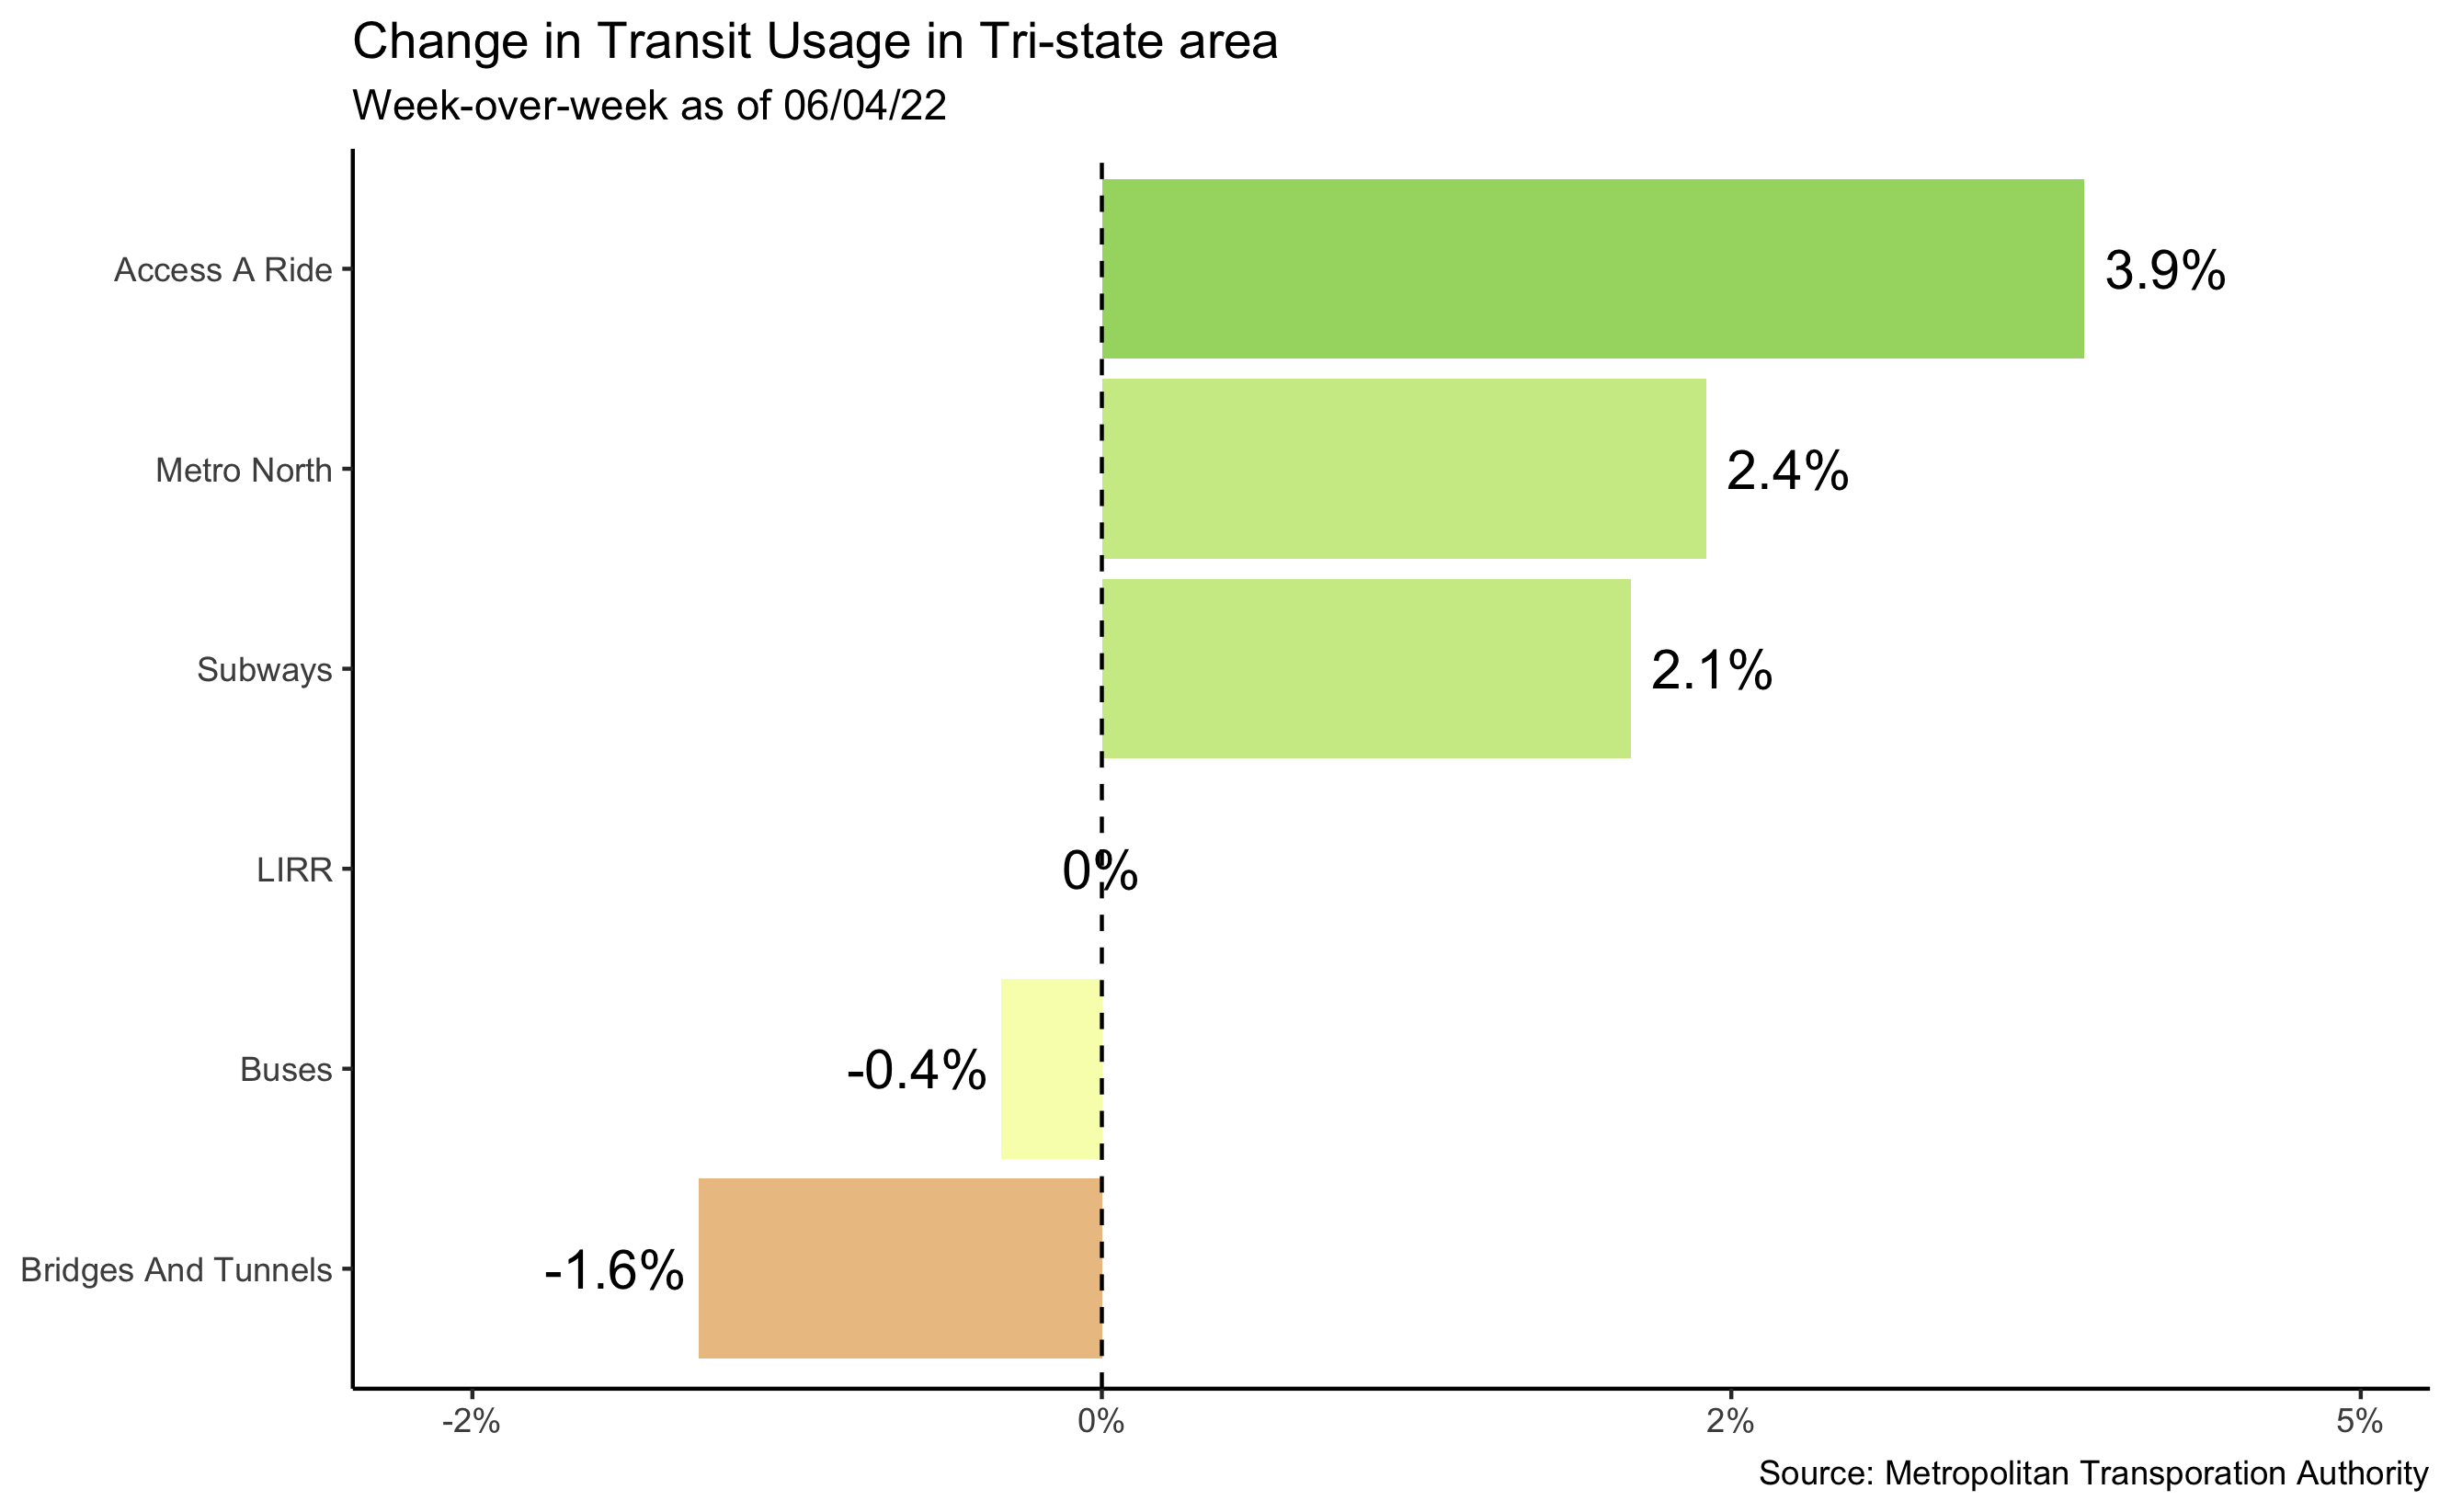 Change in Transit Usage in Tri-state area
Week-over-week as of 06/04/22
Access A Ride
3.9%
Metro North
2.4%
Subways
2.1%
LIRR
0%
Buses
-0.4%
Bridges And Tunnels
-1.6%
-2%
0%
2%
5%
Source: Metropolitan Transporation Authority